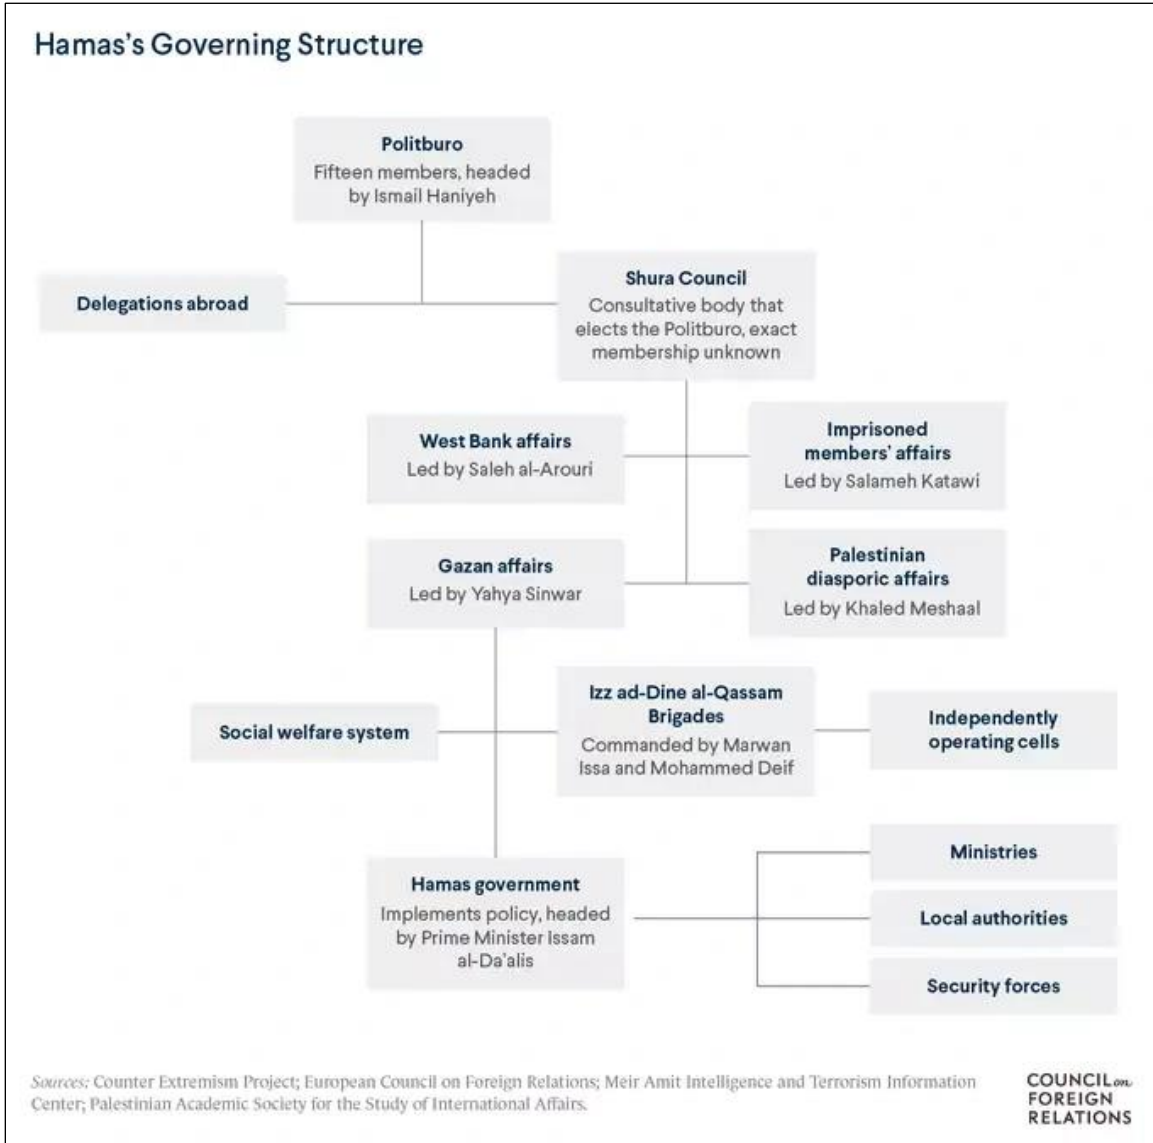 Hamas's Governing Structure
Politburo
Fifteen members, headed
by Ismail Haniyeh
Delegations abroad
Shura Council
Consultative body that
elects the Politburo, exact
membership unknown
West Bank affairs
Led by Saleh al-Arouri
Imprisoned
members' affairs
Led by Salameh Katawi
Gazan affairs
Led by Yahya Sinwar
Palestinian
diasporic affairs
Led by Khaled Meshaal
Social welfare system
Izz ad-Dine al-Qassam
Brigades
Commanded by Marwan
Issa and Mohammed Deif
Independently
operating cells
Hamas government
Implements policy, headed
by Prime Minister Issam
al-Da'alis
Ministries
Local authorities
Security forces
Sources: Counter Extremism Project; European Council on Foreign Relations; Meir Amit Intelligence and Terrorism Information
Center; Palestinian Academic Society for the Study of International Affairs.
COUNCIL on
FOREIGN
RELATIONS